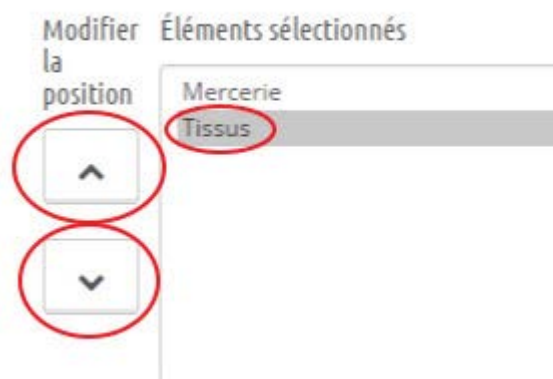 Modifier
la
position
Éléments sélectionnés
Mercerie
Tissus